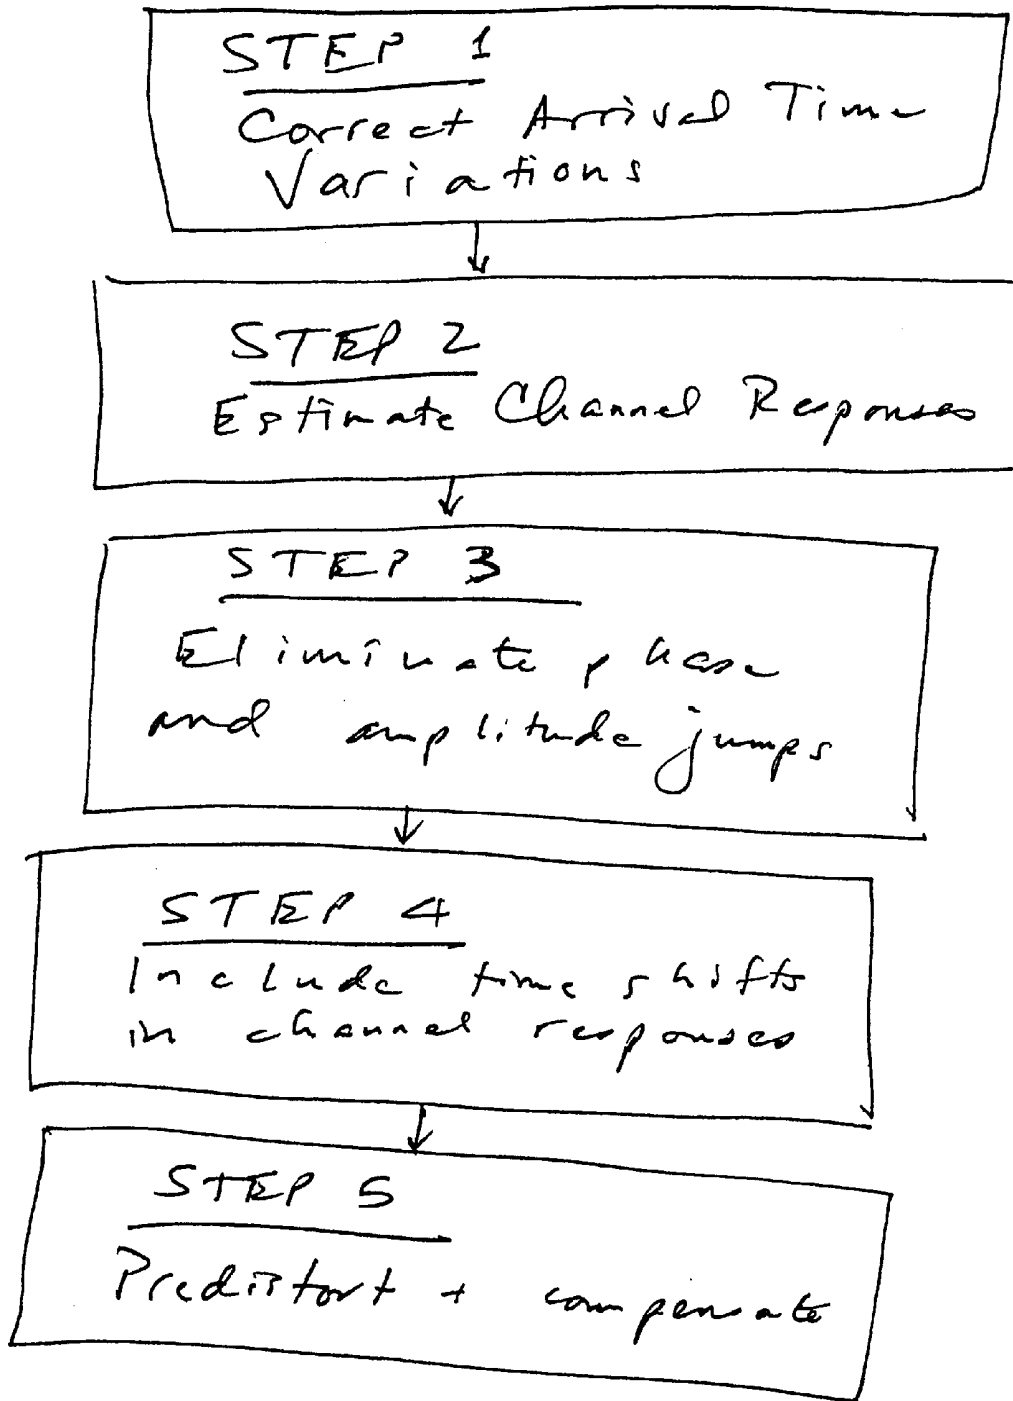 STEP 1
Correct Arrival Time
Variations
STEP 2
Estimate Channel Responses
STEP 3
Eliminate phase
and amplitude jumps
STEP 4
Include time shifts
in channel responses
STEP 5
Predistort + compensate